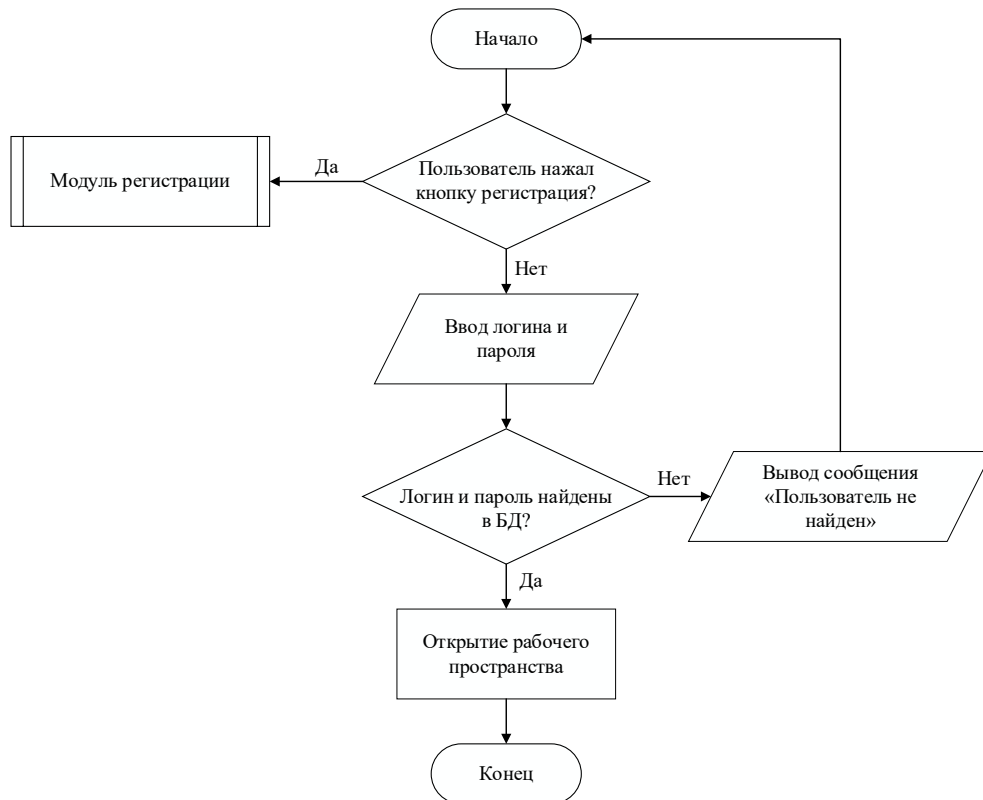 Начало
Пользователь нажал
кнопку регистрация?
Да
Модуль регистрации
Нет
Ввод логина и
пароля
Логин и пароль найдены
в БД?
Нет
Вывод сообщения
«Пользователь не
найден»
Да
Открытие рабочего
пространства
Конец